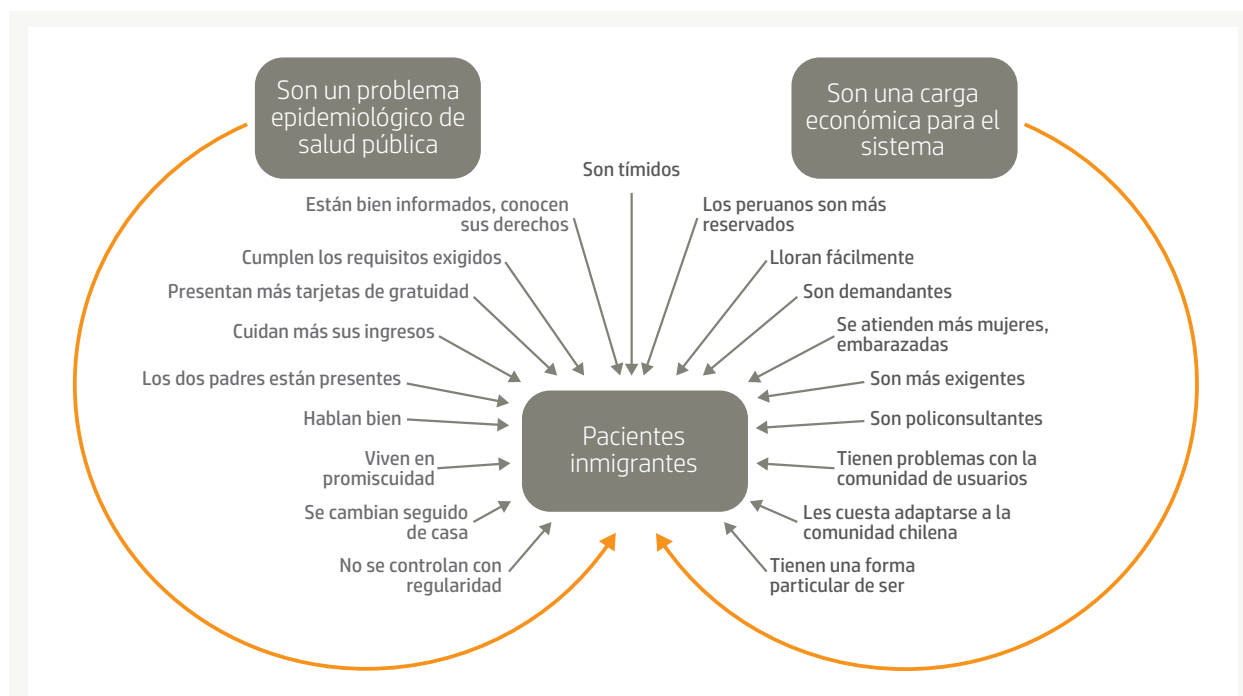 Son un problema
epidemiológico de
salud pública
Son una carga
económica para el
sistema
Son tímidos
Están bien informados, conocen
sus derechos
Cumplen los requisitos exigidos
Presentan más tarjetas de gratuidad
Cuidan más sus ingresos
Los dos padres están presentes
Hablan bien
Viven en
promiscuidad
Se cambian seguido
de casa
No se controlan con
regularidad
Los peruanos son más
reservados
Lloran fácilmente
Son demandantes
Se atienden más mujeres,
embarazadas
Son más exigentes
Son policonsultantes
Tienen problemas con la
comunidad de usuarios
Les cuesta adaptarse a la
comunidad chilena
Tienen una forma
particular de ser
Pacientes
inmigrantes